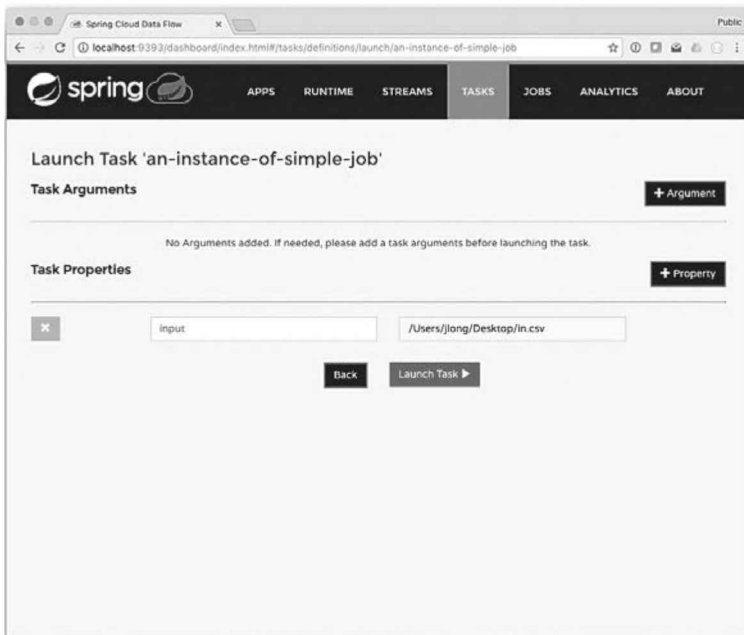 Spring Cloud Data Flow
Public
localhost:9393/dashboard/index.html#/tasks/definitions/launch/an-instance-of-simple-job
spring
APPS RUNTIME STREAMS TASKS JOBS ANALYTICS ABOUT
Launch Task 'an-instance-of-simple-job'
Task Arguments
+ Argument
No Arguments added. If needed, please add a task arguments before launching the task.
Task Properties
+ Property
input /Users/jlong/Desktop/in.csv
Back Launch Task